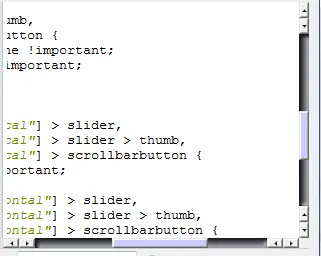 umb,
utton {
ne !important;
important;
cal"] > slider,
cal"] > slider > thumb,
cal"] > scrollbarbutton {
portant;
ontal"] > slider,
ontal"] > slider > thumb,
ontal"] > scrollbarbutton {